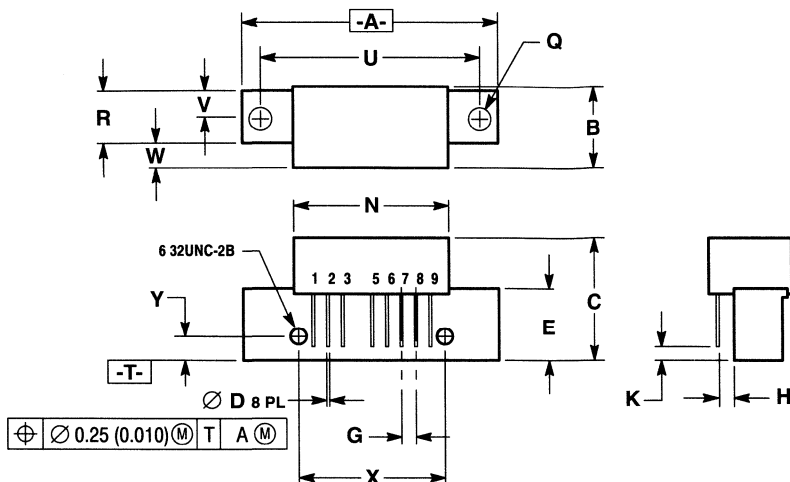 -A-
U
Q
R
V
B
W
N
6 32UNC-2B
1 2 3 5 6 7 8 9
Y
E
C
-T-
K
H
Ø D 8 PL
⌖ Ø 0.25 (0.010) Ⓜ T A Ⓜ
G
X